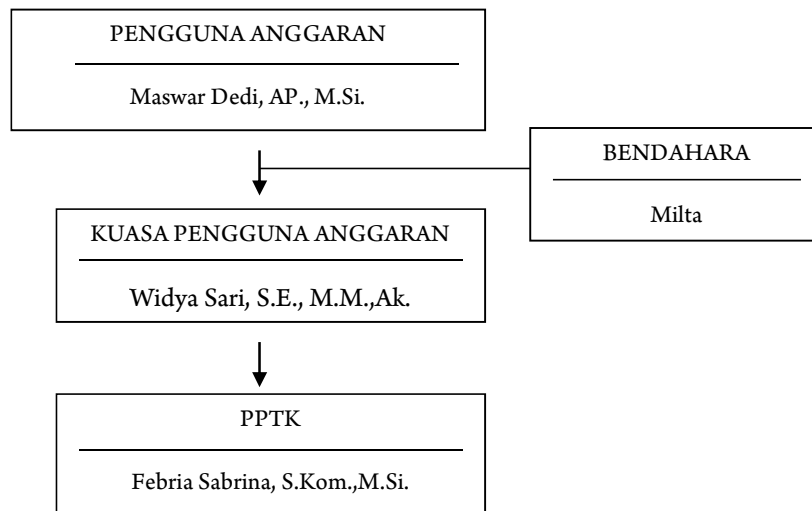 PENGGUNA ANGGARAN
Maswar Dedi, AP., M.Si.
BENDAHARA
Milta
KUASA PENGGUNA ANGGARAN
Widya Sari, S.E., M.M.,Ak.
PPTK
Febria Sabrina, S.Kom.,M.Si.